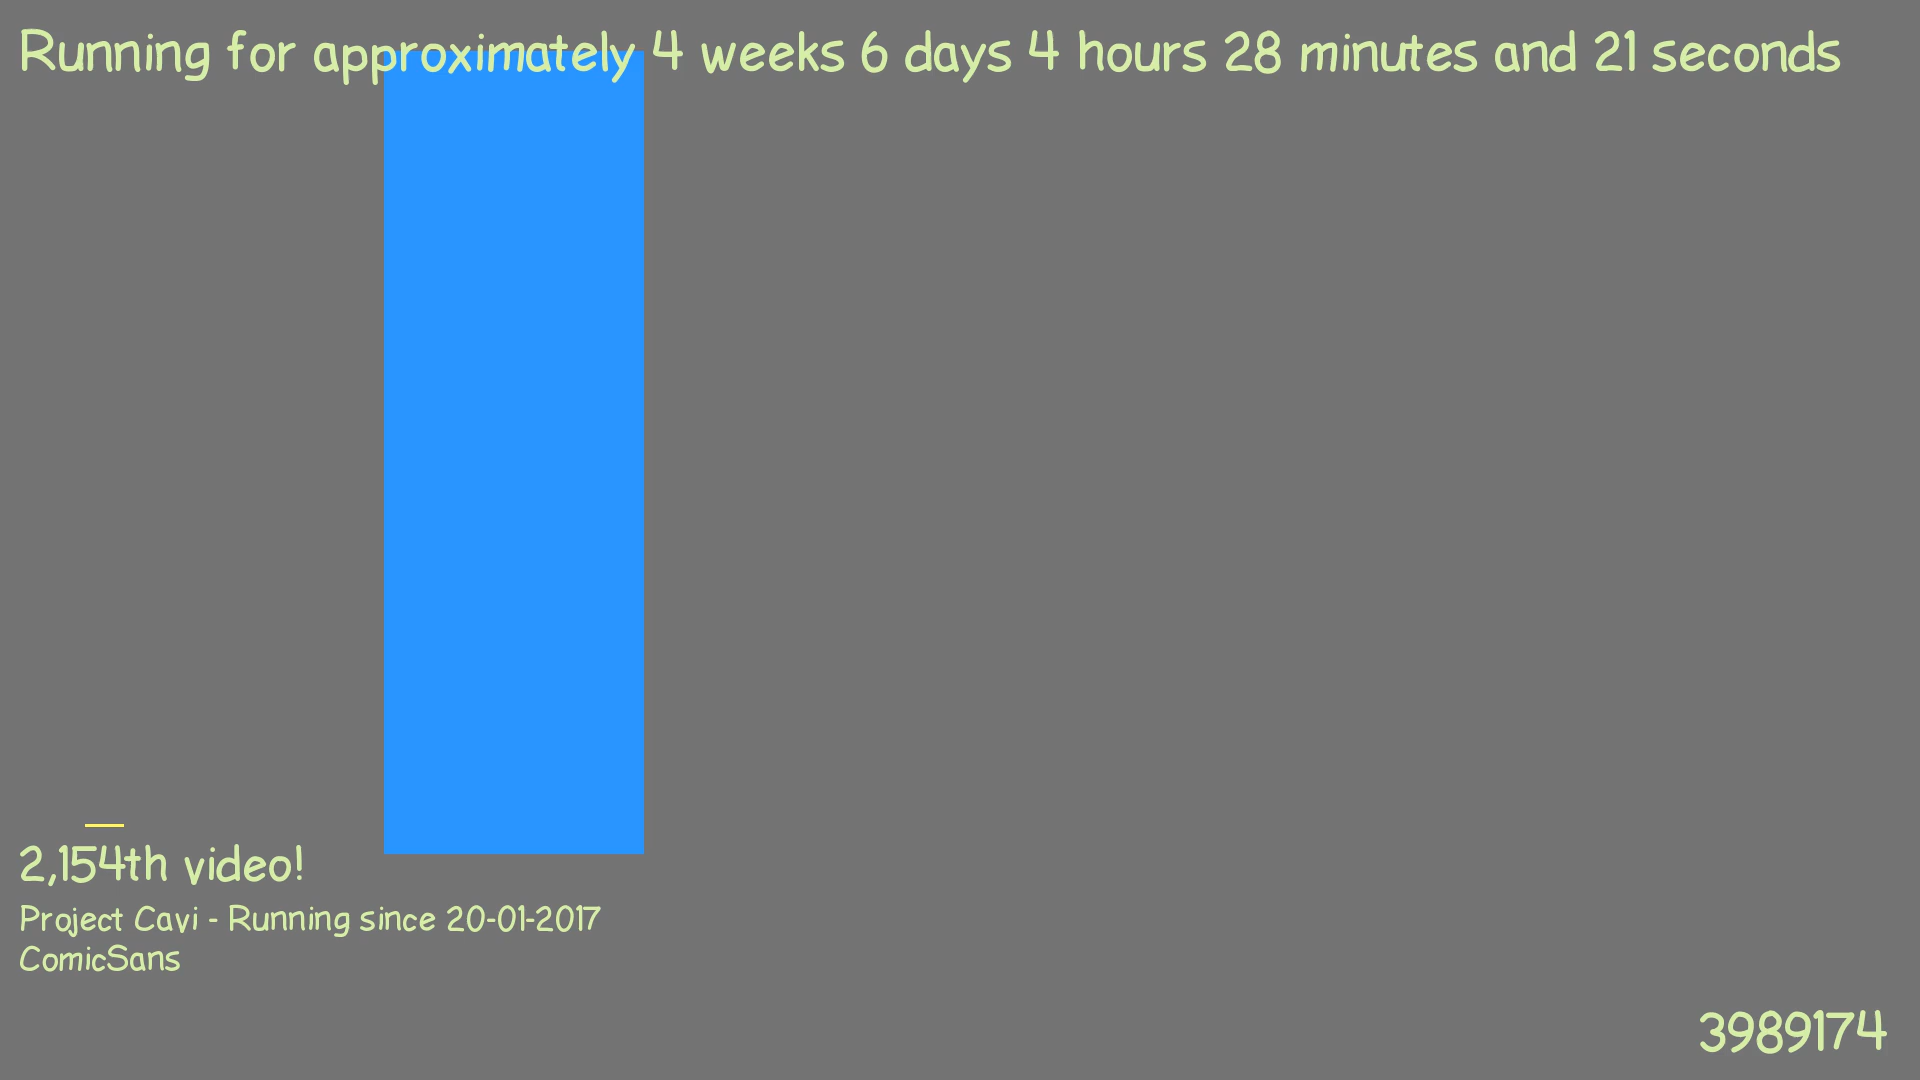 Running for approximately 4 weeks 6 days 4 hours 28 minutes and 21 seconds
2,154th video!
Project Cavi - Running since 20-01-2017
ComicSans
3989174